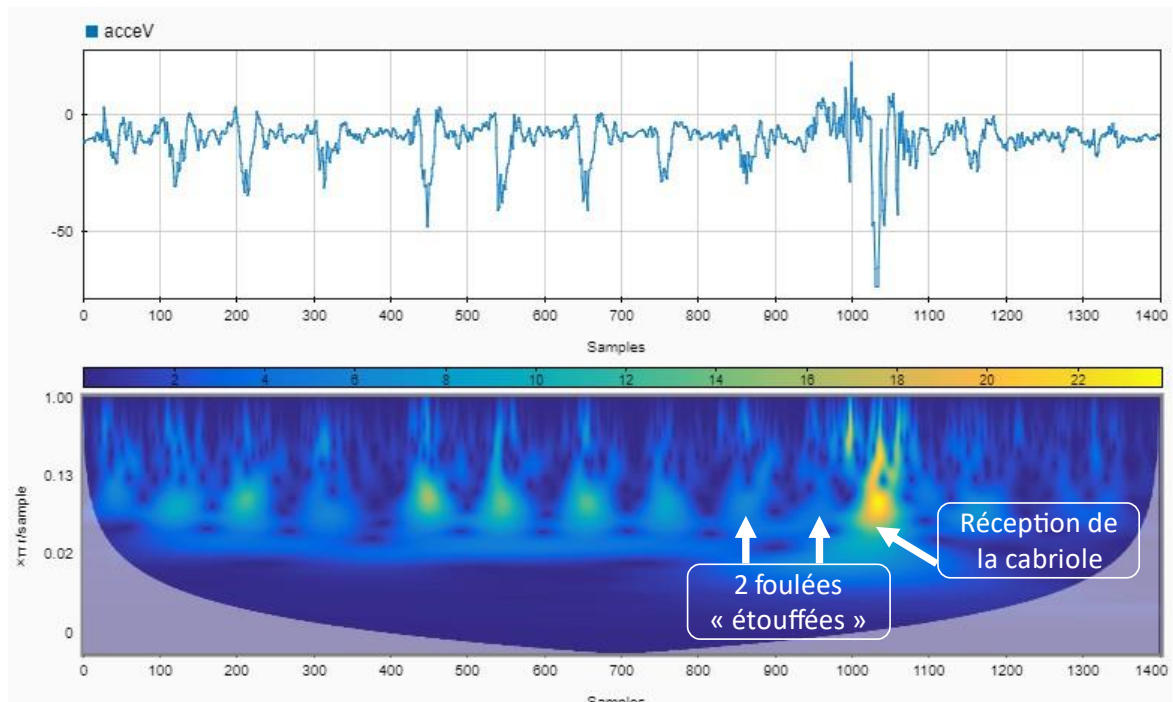 acceV
0
-50
0 100 200 300 400 500 600 700 800 900 1000 1100 1200 1300 1400
Samples
2 4 6 8 10 12 14 16 18 20 22
1.00
0.13
0.02
0
×π r/sample
Réception de
la cabriole
2 foulées
« étouffées »
0 100 200 300 400 500 600 700 800 900 1000 1100 1200 1300 1400
Samples